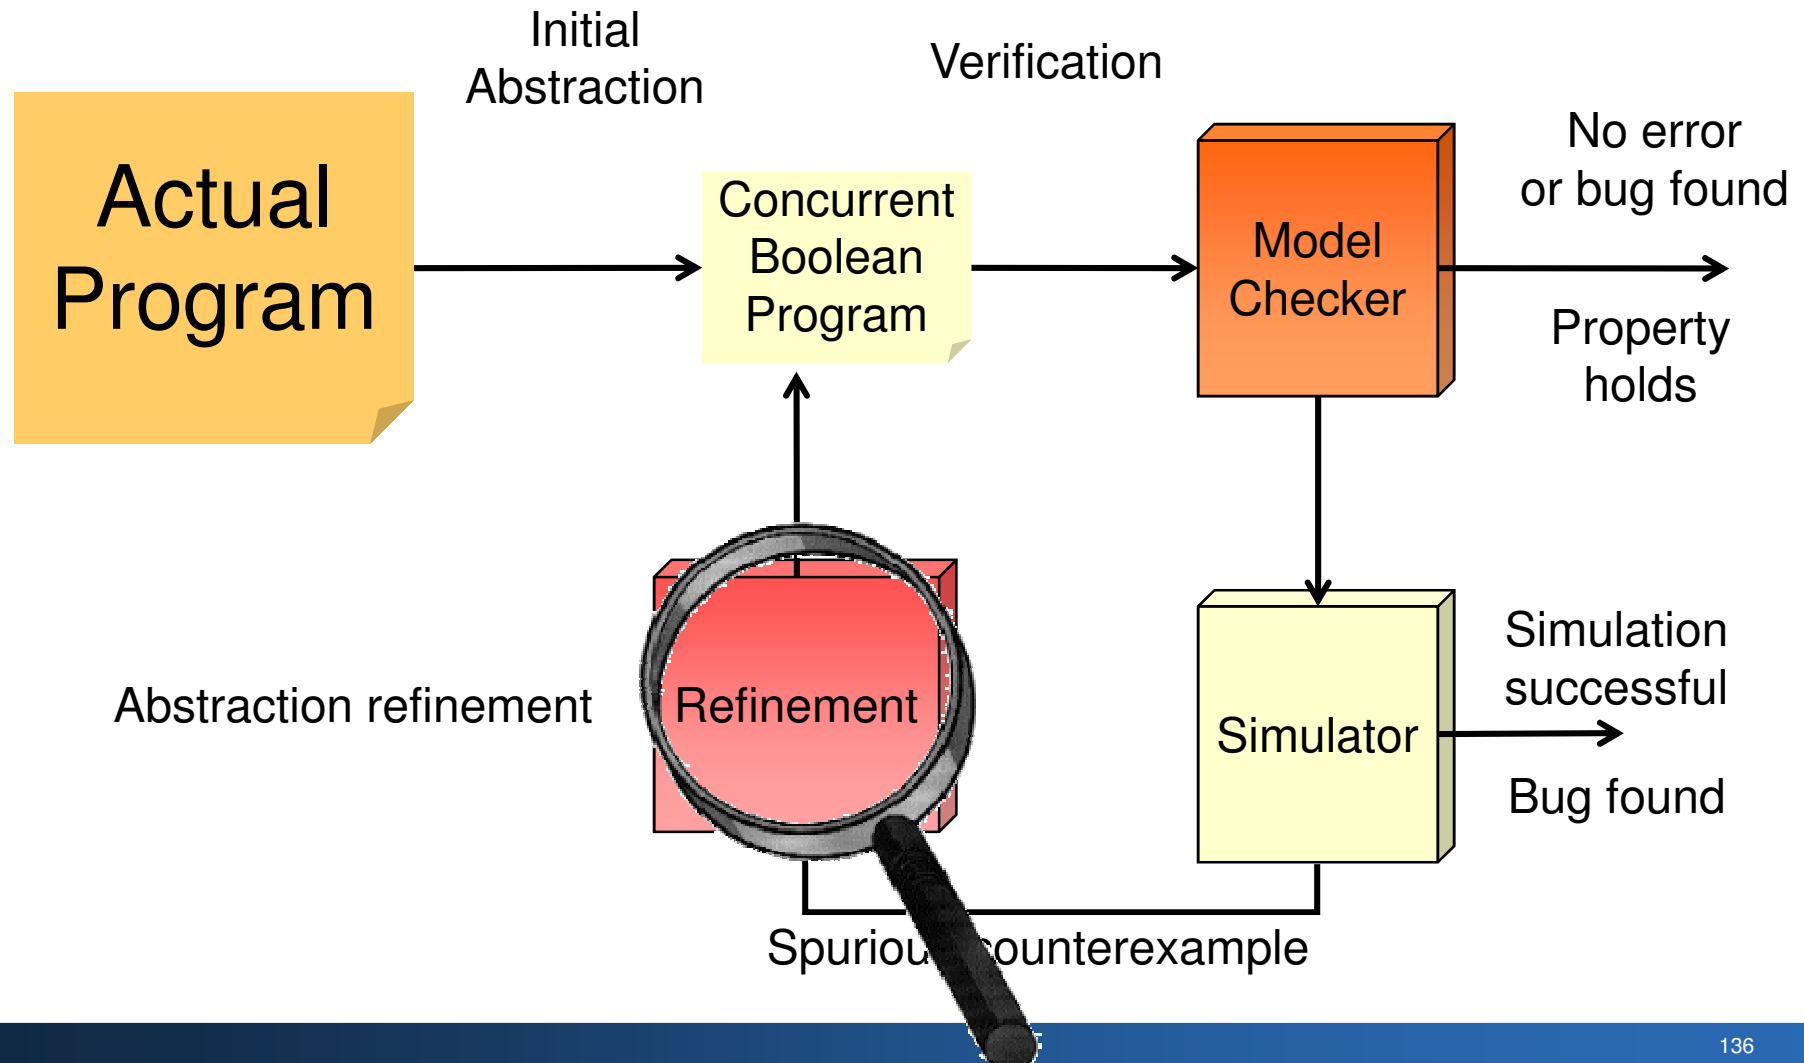 Initial
Abstraction
Verification
Actual
Program
Concurrent
Boolean
Program
Model
Checker
No error
or bug found
Property
holds
Abstraction refinement
Refinement
Simulator
Simulation
successful
Bug found
Spurious counterexample
136